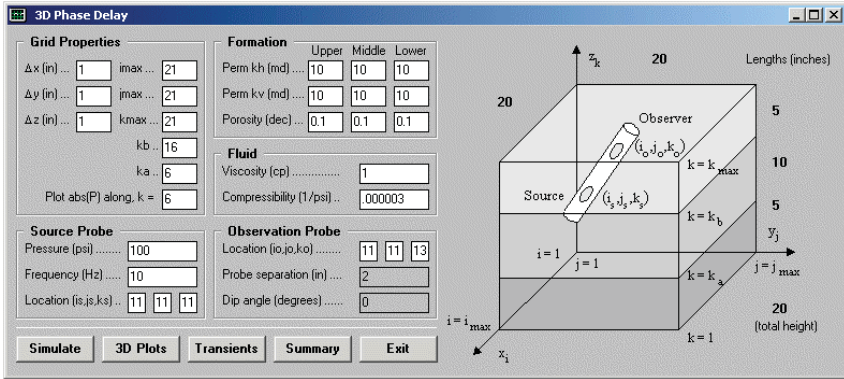 3D Phase Delay
Grid Properties
Δx (in) ... 1 imax ... 21
Δy (in) ... 1 jmax ... 21
Δz (in) ... 1 kmax ... 21
kb .. 16
ka .. 6
Plot abs(P) along, k = 6
Formation
Upper Middle Lower
Perm kh (md) .... 10 10 10
Perm kv (md) .... 10 10 10
Porosity (dec) ... 0.1 0.1 0.1
Fluid
Viscosity (cp) ............... 1
Compressibility (1/psi) .. .000003
Source Probe
Pressure (psi) ........ 100
Frequency (Hz) ..... 10
Location (is,js,ks) .. 11 11 11
Observation Probe
Location (io,jo,ko) ..... 11 11 13
Probe separation (in) .... 2
Dip angle (degrees) ....... 0
Simulate 3D Plots Transients Summary Exit
z_k
20
Lengths (inches)
20
5
Observer
(i_o,j_o,k_o)
k = k_max
10
Source
(i_s,j_s,k_s)
k = k_b
5
y_j
i = 1
j = 1
k = k_a
j = j_max
20
(total height)
i = i_max
k = 1
x_i